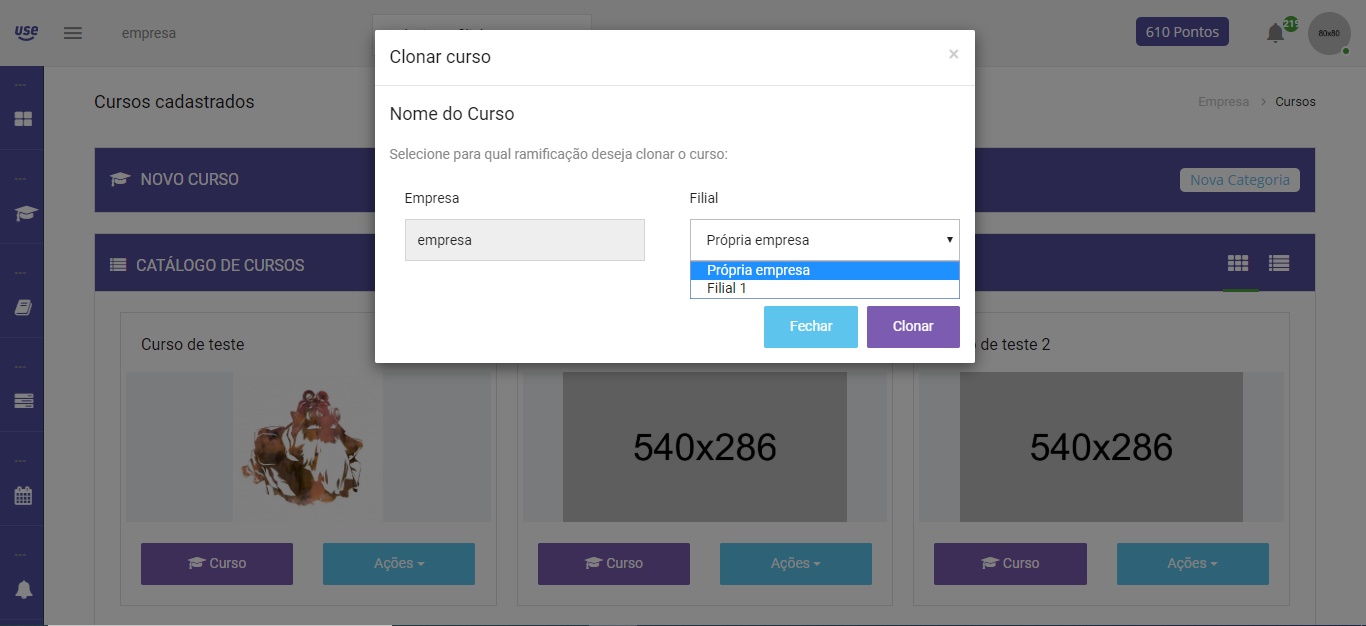 use
empresa
610 Pontos
219
80x80
Clonar curso
×
Nome do Curso
Selecione para qual ramificação deseja clonar o curso:
Empresa
Filial
empresa
Própria empresa
Própria empresa
Filial 1
Fechar
Clonar
Cursos cadastrados
Empresa > Cursos
NOVO CURSO
Nova Categoria
CATÁLOGO DE CURSOS
Curso de teste
de teste 2
540x286
540x286
Curso
Ações
Curso
Ações
Curso
Ações